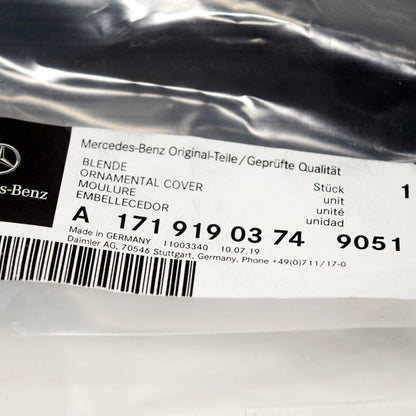 Mercedes-Benz Original-Teile/Geprüfte Qualität
BLENDE
ORNAMENTAL COVER
MOULURE
EMBELLECEDOR
Stück 1
unit
unité
unidad
A 171 919 03 74 9051
Made in GERMANY 11003340 10.07.19
Daimler AG, 70546 Stuttgart, Germany, Phone +49(0)711/17-0
des-Benz